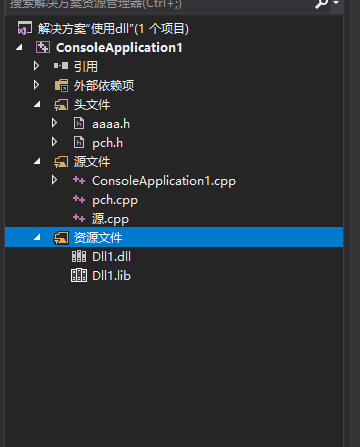 搜索解决方案资源管理器(Ctrl+;)
解决方案"使用dll"(1 个项目)
ConsoleApplication1
引用
外部依赖项
头文件
aaaa.h
pch.h
源文件
ConsoleApplication1.cpp
pch.cpp
源.cpp
资源文件
Dll1.dll
Dll1.lib